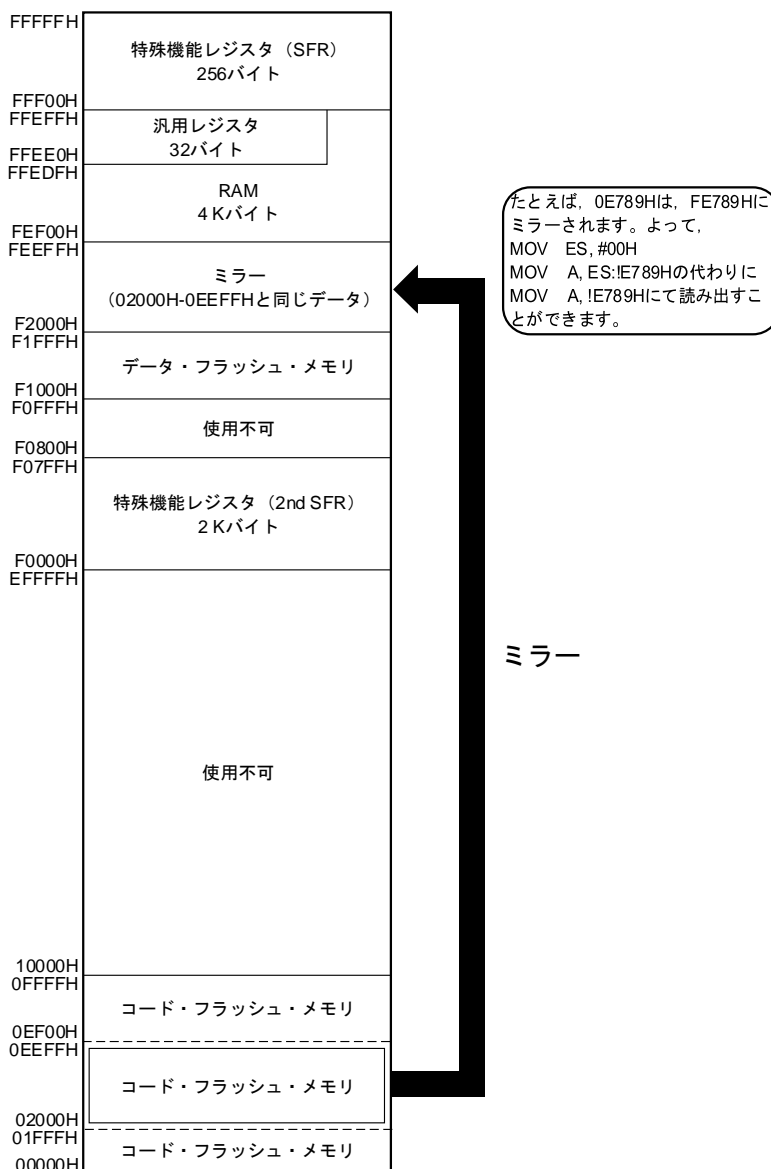 FFFFFH
特殊機能レジスタ（SFR）
256バイト
FFF00H
FFEFFH
汎用レジスタ
32バイト
FFEE0H
FFEDFH
RAM
4 Kバイト
FEF00H
FEEFFH
ミラー
（02000H-0EEFFHと同じデータ）
F2000H
F1FFFH
データ・フラッシュ・メモリ
F1000H
F0FFFH
使用不可
F0800H
F07FFH
特殊機能レジスタ（2nd SFR）
2 Kバイト
F0000H
EFFFFH
使用不可
10000H
0FFFFH
コード・フラッシュ・メモリ
0EF00H
0EEFFH
コード・フラッシュ・メモリ
02000H
01FFFH
コード・フラッシュ・メモリ
00000H
たとえば，0E789Hは，FE789Hに
ミラーされます。よって，
MOV ES, #00H
MOV A, ES:!E789Hの代わりに
MOV A, !E789Hにて読み出すこ
とができます。
ミラー